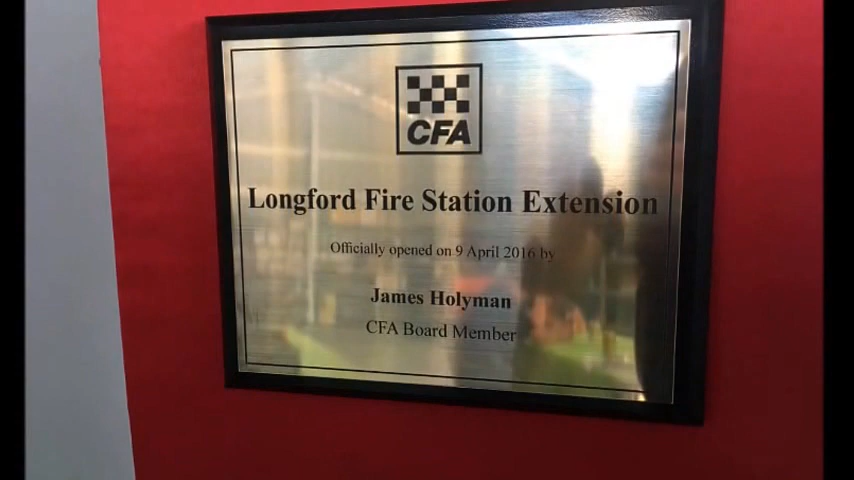 CFA
Longford Fire Station Extension
Officially opened on 9 April 2016 by
James Holyman
CFA Board Member